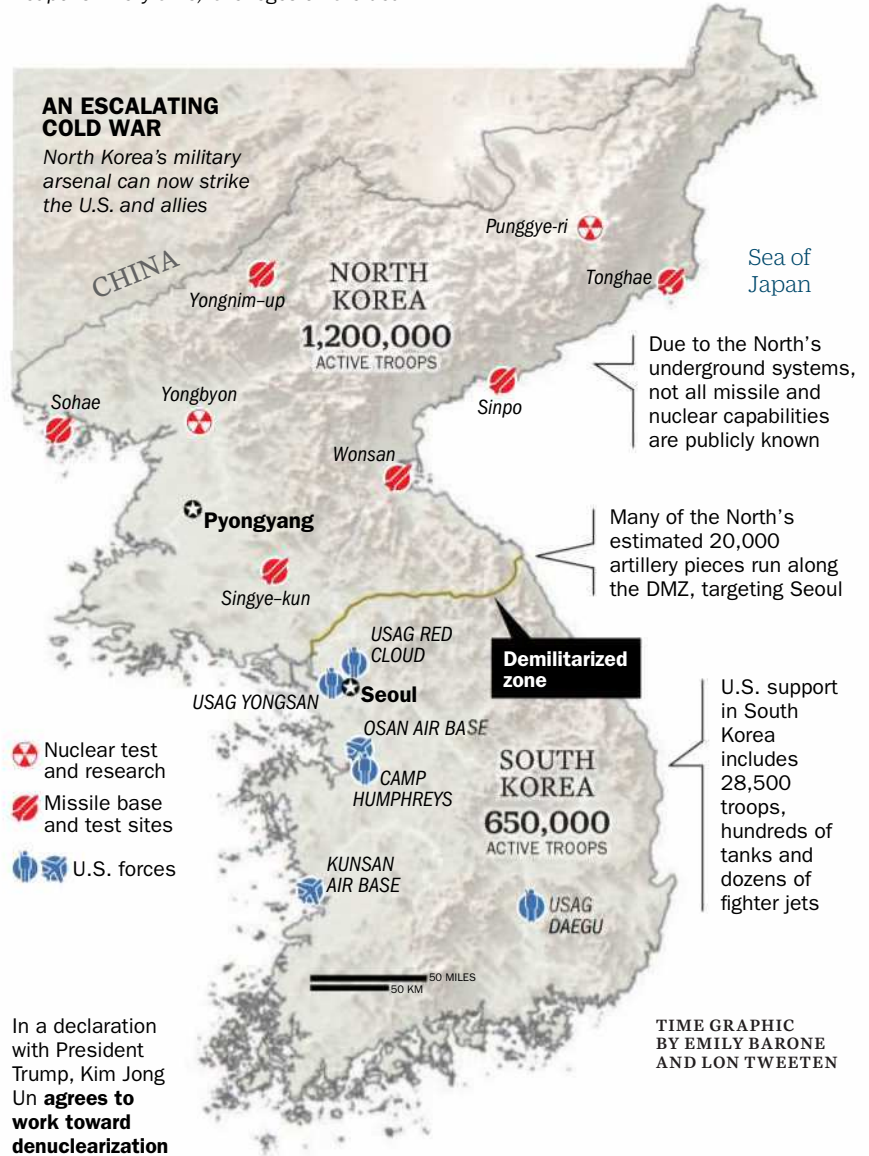 AN ESCALATING
COLD WAR
North Korea's military
arsenal can now strike
the U.S. and allies
CHINA
Punggye-ri
Tonghae
Sea of
Japan
Yongnim–up
NORTH
KOREA
1,200,000
ACTIVE TROOPS
Due to the North's
underground systems,
not all missile and
nuclear capabilities
are publicly known
Sohae
Yongbyon
Sinpo
Wonsan
Pyongyang
Many of the North's
estimated 20,000
artillery pieces run along
the DMZ, targeting Seoul
Singye–kun
USAG RED
CLOUD
Demilitarized
zone
USAG YONGSAN
Seoul
U.S. support
in South
Korea
includes
28,500
troops,
hundreds of
tanks and
dozens of
fighter jets
OSAN AIR BASE
CAMP
HUMPHREYS
SOUTH
KOREA
650,000
ACTIVE TROOPS
Nuclear test
and research
Missile base
and test sites
U.S. forces
KUNSAN
AIR BASE
USAG
DAEGU
50 MILES
50 KM
In a declaration
with President
Trump, Kim Jong
Un agrees to
work toward
denuclearization
TIME GRAPHIC
BY EMILY BARONE
AND LON TWEETEN